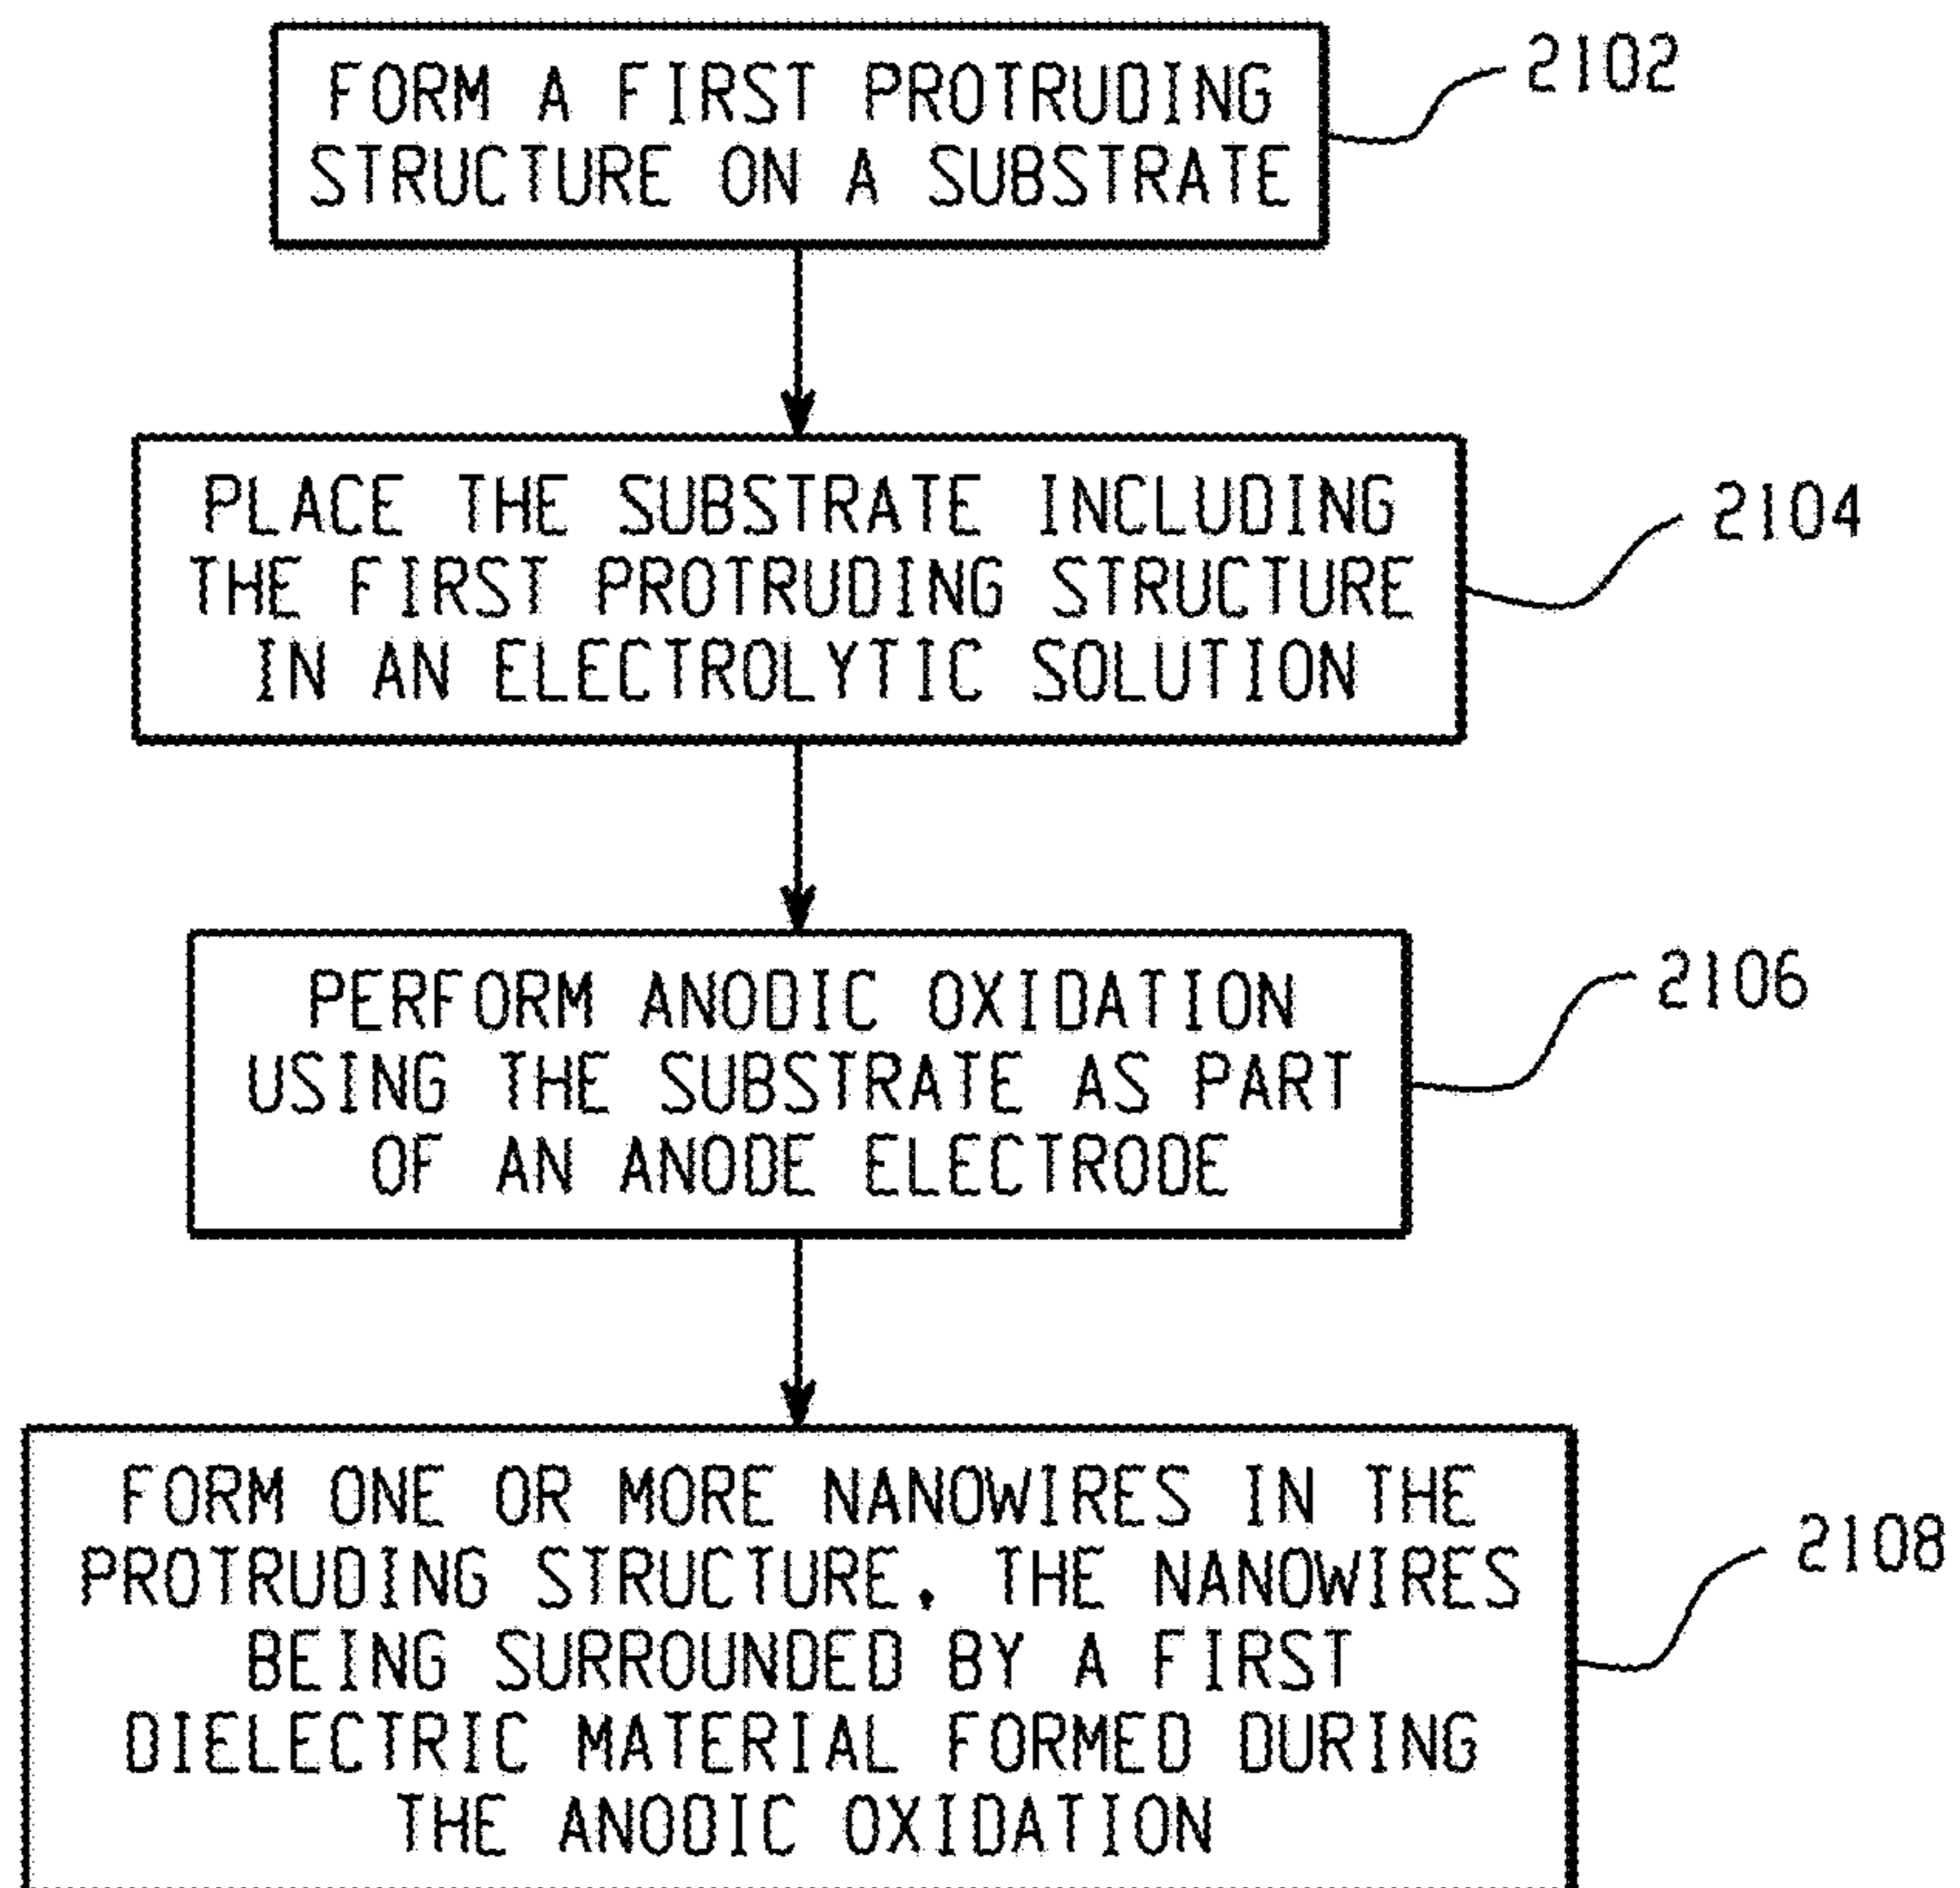 FORM A FIRST PROTRUDING
STRUCTURE ON A SUBSTRATE
2102
PLACE THE SUBSTRATE INCLUDING
THE FIRST PROTRUDING STRUCTURE
IN AN ELECTROLYTIC SOLUTION
2104
PERFORM ANODIC OXIDATION
USING THE SUBSTRATE AS PART
OF AN ANODE ELECTRODE
2106
FORM ONE OR MORE NANOWIRES IN THE
PROTRUDING STRUCTURE, THE NANOWIRES
BEING SURROUNDED BY A FIRST
DIELECTRIC MATERIAL FORMED DURING
THE ANODIC OXIDATION
2108